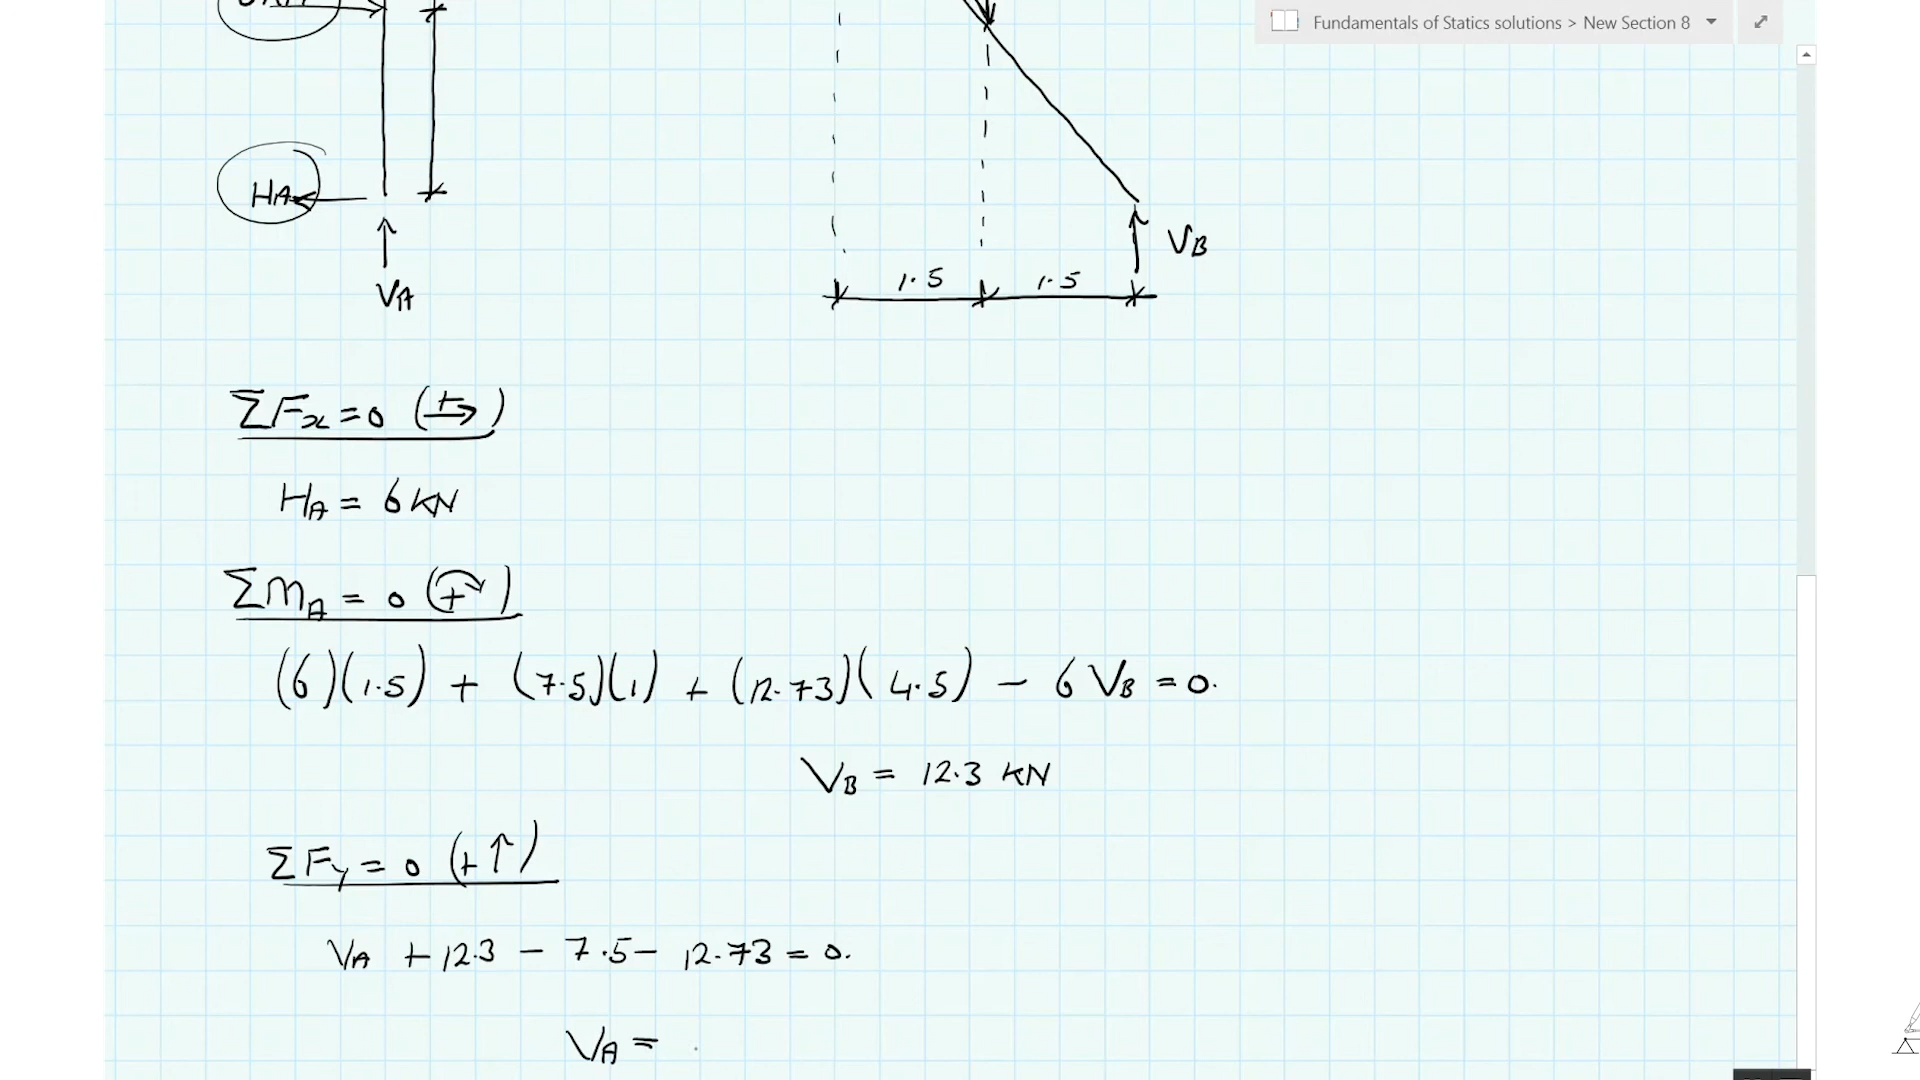 Fundamentals of Statics solutions > New Section 8
HA
VA
VB
1.5 1.5
ΣFx = 0 (+→)
HA = 6 KN
ΣMA = 0 (+↷)
(6)(1.5) + (7.5)(1) + (12.73)(4.5) - 6 VB = 0.
VB = 12.3 KN
ΣFy = 0 (+↑)
VA + 12.3 - 7.5 - 12.73 = 0.
VA =